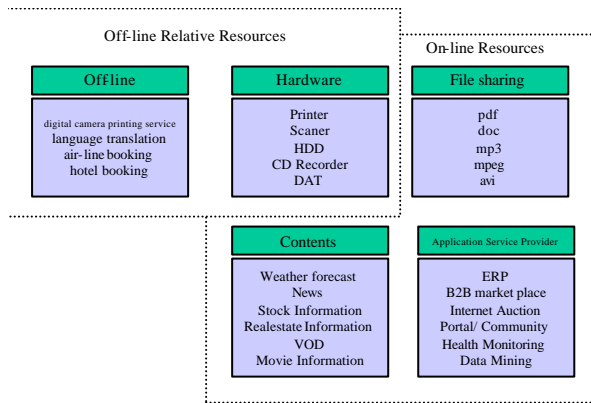 Off-line Relative Resources
On-line Resources
Off-line
digital camera printing service
language translation
air-line booking
hotel booking
Hardware
Printer
Scaner
HDD
CD Recorder
DAT
File sharing
pdf
doc
mp3
mpeg
avi
Contents
Weather forecast
News
Stock Information
Realestate Information
VOD
Movie Information
Application Service Provider
ERP
B2B market place
Internet Auction
Portal/ Community
Health Monitoring
Data Mining